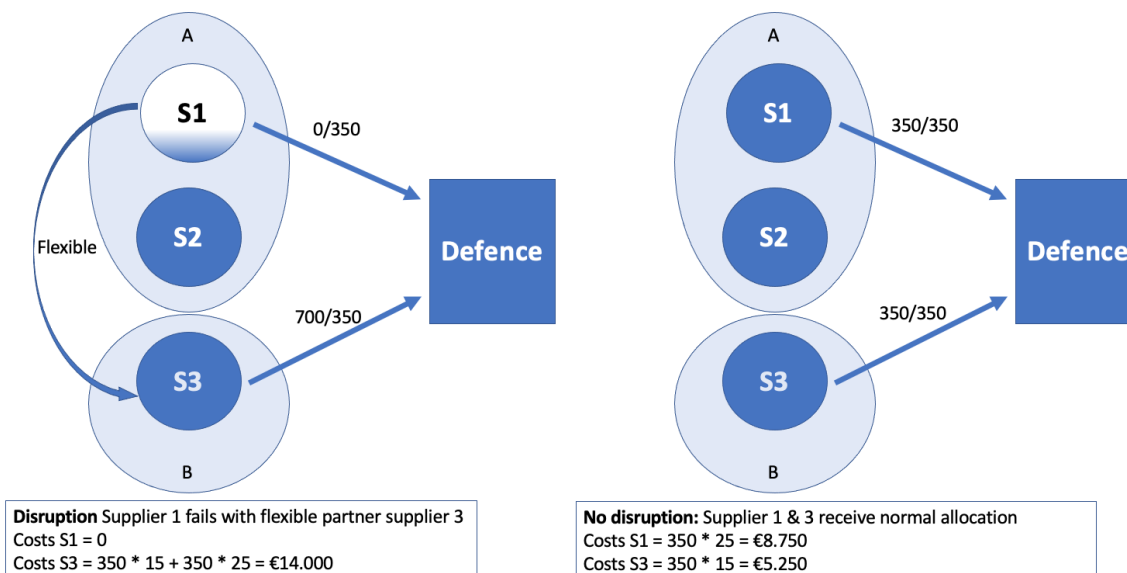 A
S1
0/350
S2
Flexible
Defence
700/350
S3
B
Disruption Supplier 1 fails with flexible partner supplier 3
Costs S1 = 0
Costs S3 = 350 * 15 + 350 * 25 = €14.000
A
S1
350/350
S2
Defence
350/350
S3
B
No disruption: Supplier 1 & 3 receive normal allocation
Costs S1 = 350 * 25 = €8.750
Costs S3 = 350 * 15 = €5.250